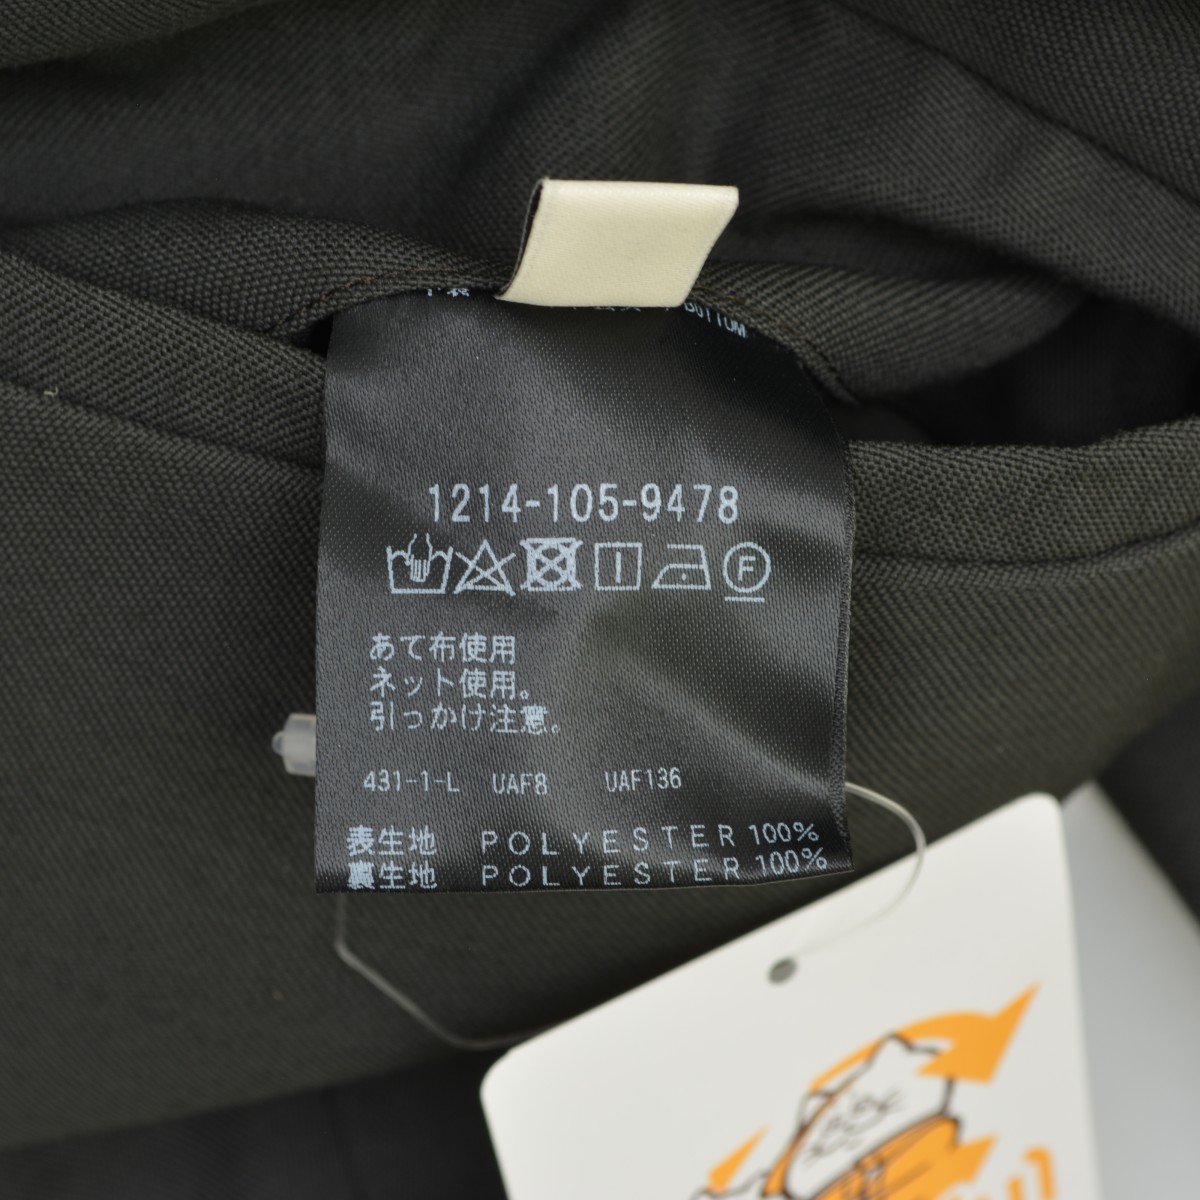 BOTTOM
1214-105-9478
F
あて布使用
ネット使用。
引っかけ注意。
431-1-L UAF8 UAF136
表生地 POLYESTER 100%
裏生地 POLYESTER 100%